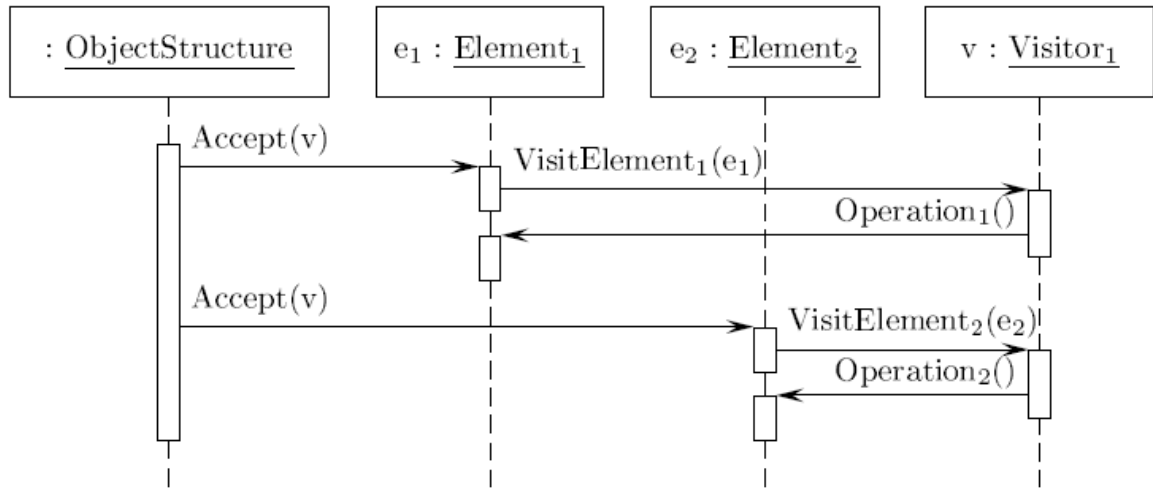 : ObjectStructure
e₁ : Element₁
e₂ : Element₂
v : Visitor₁
Accept(v)
VisitElement₁(e₁)
Operation₁()
Accept(v)
VisitElement₂(e₂)
Operation₂()